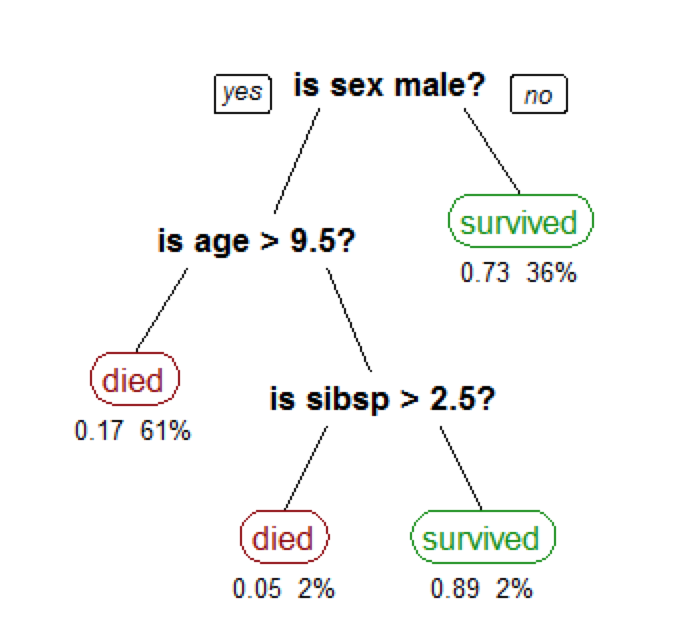 yes is sex male? no
survived
0.73 36%
is age > 9.5?
died
0.17 61%
is sibsp > 2.5?
died survived
0.05 2% 0.89 2%